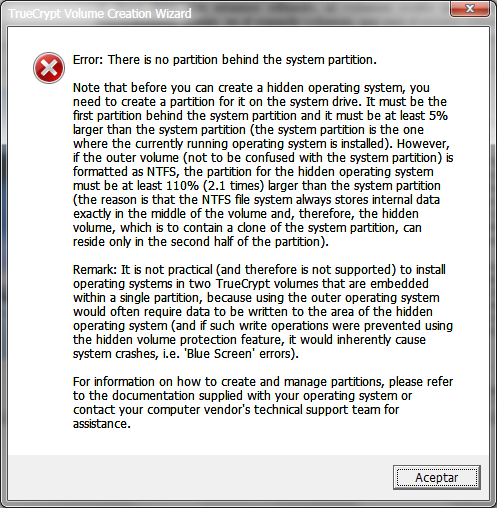 TrueCrypt Volume Creation Wizard
Error: There is no partition behind the system partition.
Note that before you can create a hidden operating system, you
need to create a partition for it on the system drive. It must be the
first partition behind the system partition and it must be at least 5%
larger than the system partition (the system partition is the one
where the currently running operating system is installed). However,
if the outer volume (not to be confused with the system partition) is
formatted as NTFS, the partition for the hidden operating system
must be at least 110% (2.1 times) larger than the system partition
(the reason is that the NTFS file system always stores internal data
exactly in the middle of the volume and, therefore, the hidden
volume, which is to contain a clone of the system partition, can
reside only in the second half of the partition).
Remark: It is not practical (and therefore is not supported) to install
operating systems in two TrueCrypt volumes that are embedded
within a single partition, because using the outer operating system
would often require data to be written to the area of the hidden
operating system (and if such write operations were prevented using
the hidden volume protection feature, it would inherently cause
system crashes, i.e. 'Blue Screen' errors).
For information on how to create and manage partitions, please refer
to the documentation supplied with your operating system or
contact your computer vendor's technical support team for
assistance.
Aceptar